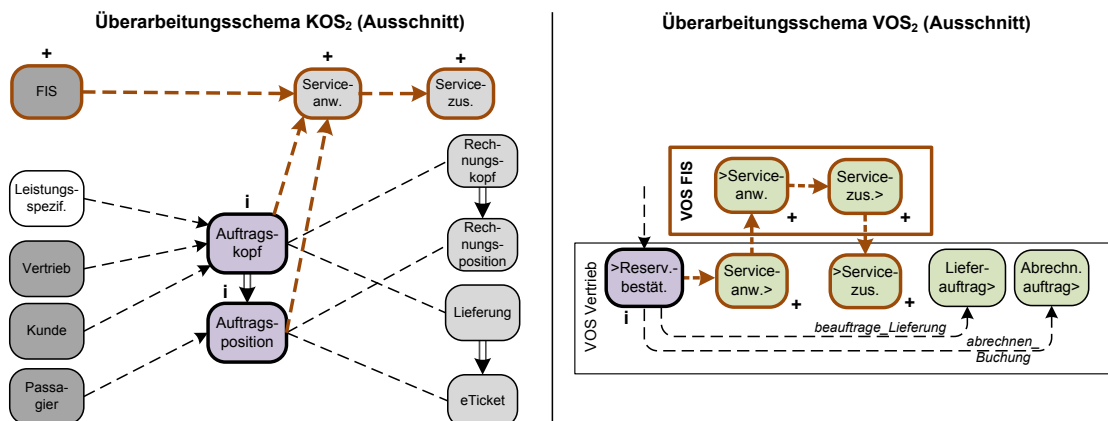 Überarbeitungsschema KOS2 (Ausschnitt)
+
+
+
FIS
Service-
anw.
Service-
zus.
Leistungs-
spezif.
Vertrieb
Kunde
Passa-
gier
i
Auftrags-
kopf
i
Auftrags-
position
Rech-
nungs-
kopf
Rech-
nungs-
position
Lieferung
eTicket
Überarbeitungsschema VOS2 (Ausschnitt)
VOS FIS
>Service-
anw.
+
Service-
zus.>
+
VOS Vertrieb
>Reserv.-
bestät.
i
Service-
anw.>
+
>Service-
zus.
+
Liefer-
auftrag>
Abrechn.
auftrag>
beauftrage_Lieferung
abrechnen_
Buchung